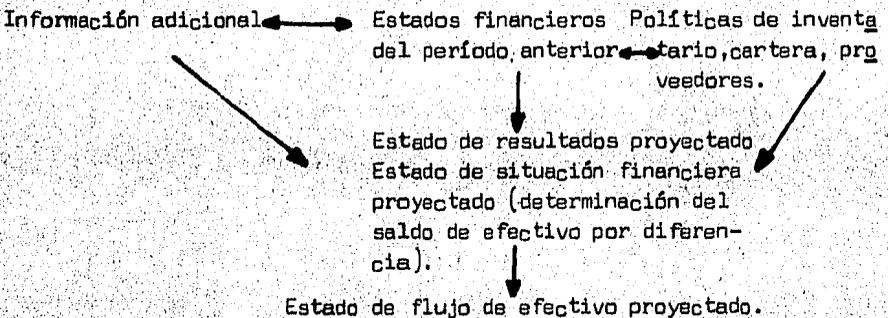 Información adicional
Estados financieros
del período anterior
Políticas de inventa
tario, cartera, pro
veedores.
Estado de resultados proyectado
Estado de situación financiera
proyectado (determinación del
saldo de efectivo por diferen-
cia).
Estado de flujo de efectivo proyectado.